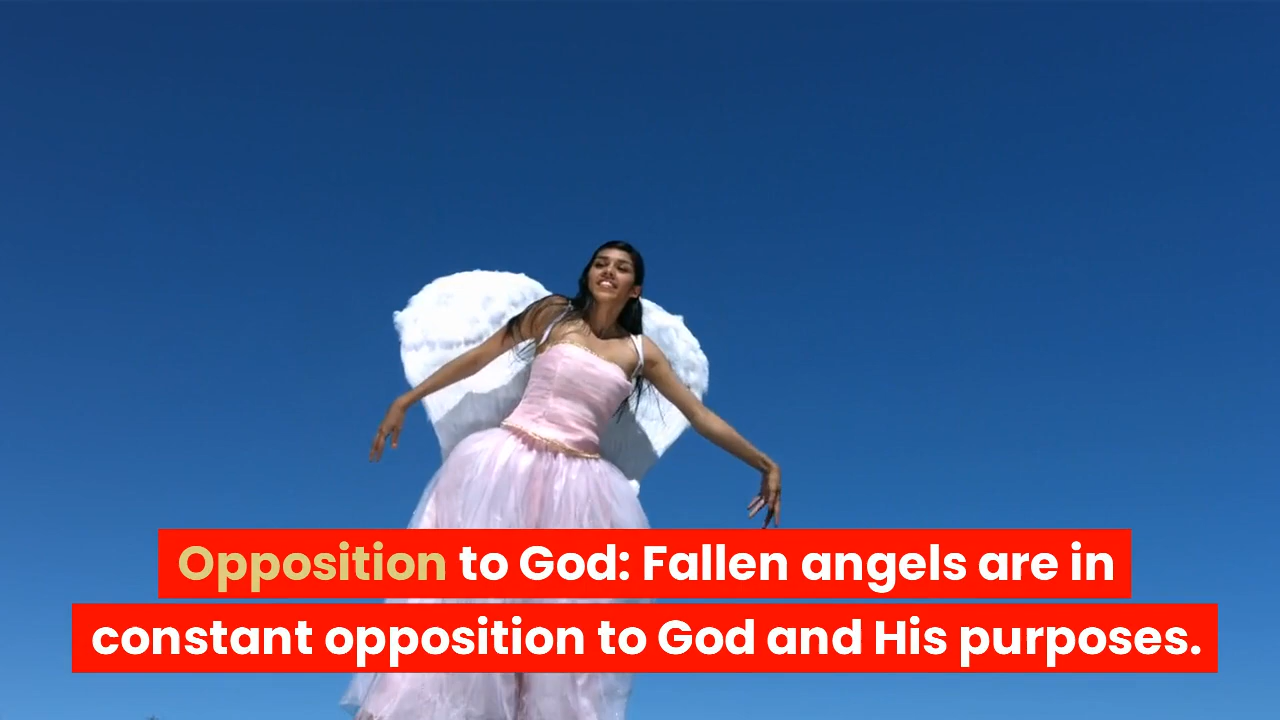 Opposition to God: Fallen angels are in
constant opposition to God and His purposes.